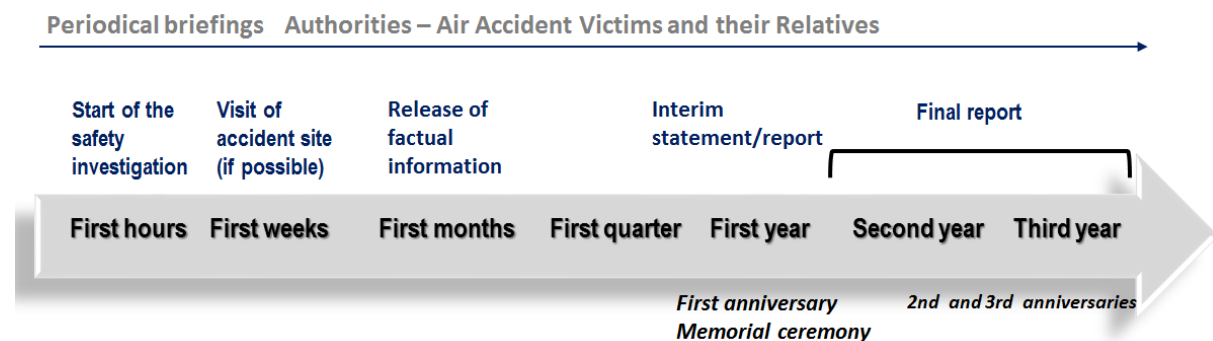 Periodical briefings Authorities – Air Accident Victims and their Relatives
Start of the
safety
investigation
Visit of
accident site
(if possible)
Release of
factual
information
Interim
statement/report
Final report
First hours First weeks First months First quarter First year Second year Third year
First anniversary
Memorial ceremony
2nd and 3rd anniversaries